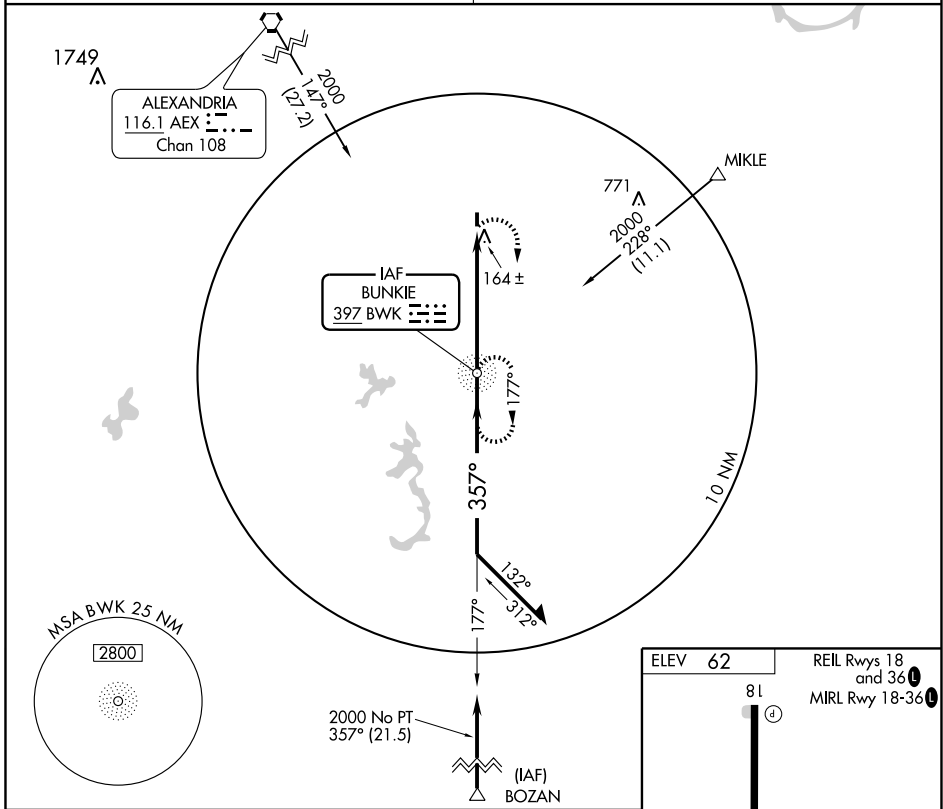 1749
ALEXANDRIA
116.1 AEX
Chan 108
2000
147°
(27.2)
MIKLE
771
2000
228°
(11.1)
164 ±
IAF
BUNKIE
397 BWK
177°
357°
10 NM
132°
312°
177°
MSA BWK 25 NM
2800
2000 No PT
357° (21.5)
(IAF)
BOZAN
ELEV 62
REIL Rwys 18
and 36 L
MIRL Rwy 18-36 L
18
P